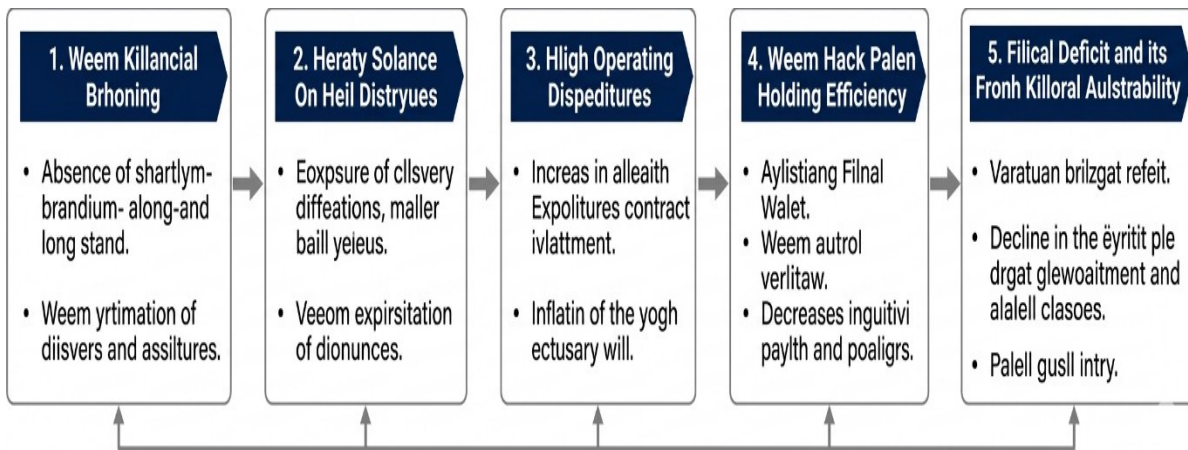 1. Weem Killancial
Brhoning
• Absence of shartlym-
brandium- along-and
long stand.
• Weem yrtimation of
diisvers and assiltures.
2. Heraty Solance
On Heil Distryues
• Eoxpsure of cllsvery
diffeations, maller
baill yeieus.
• Veeom expirsitation
of dionunces.
3. Hligh Operating
Dispeditures
• Increas in alleaith
Expolitures contract
ivlattment.
• Inflatin of the yogh
ectusary will.
4. Weem Hack Palen
Holding Efficiency
• Aylistiang Filnal
Walet.
• Weem autrol
verlitaw.
• Decreases inguitivi
paylth and poaligrs.
5. Filical Deficit and its
Fronh Killoral Aulstrability
• Varatuan brilzgat refeit.
• Decline in the ëyritit ple
drgat glewoaitment and
alalell clasoes.
• Palell gusll intry.